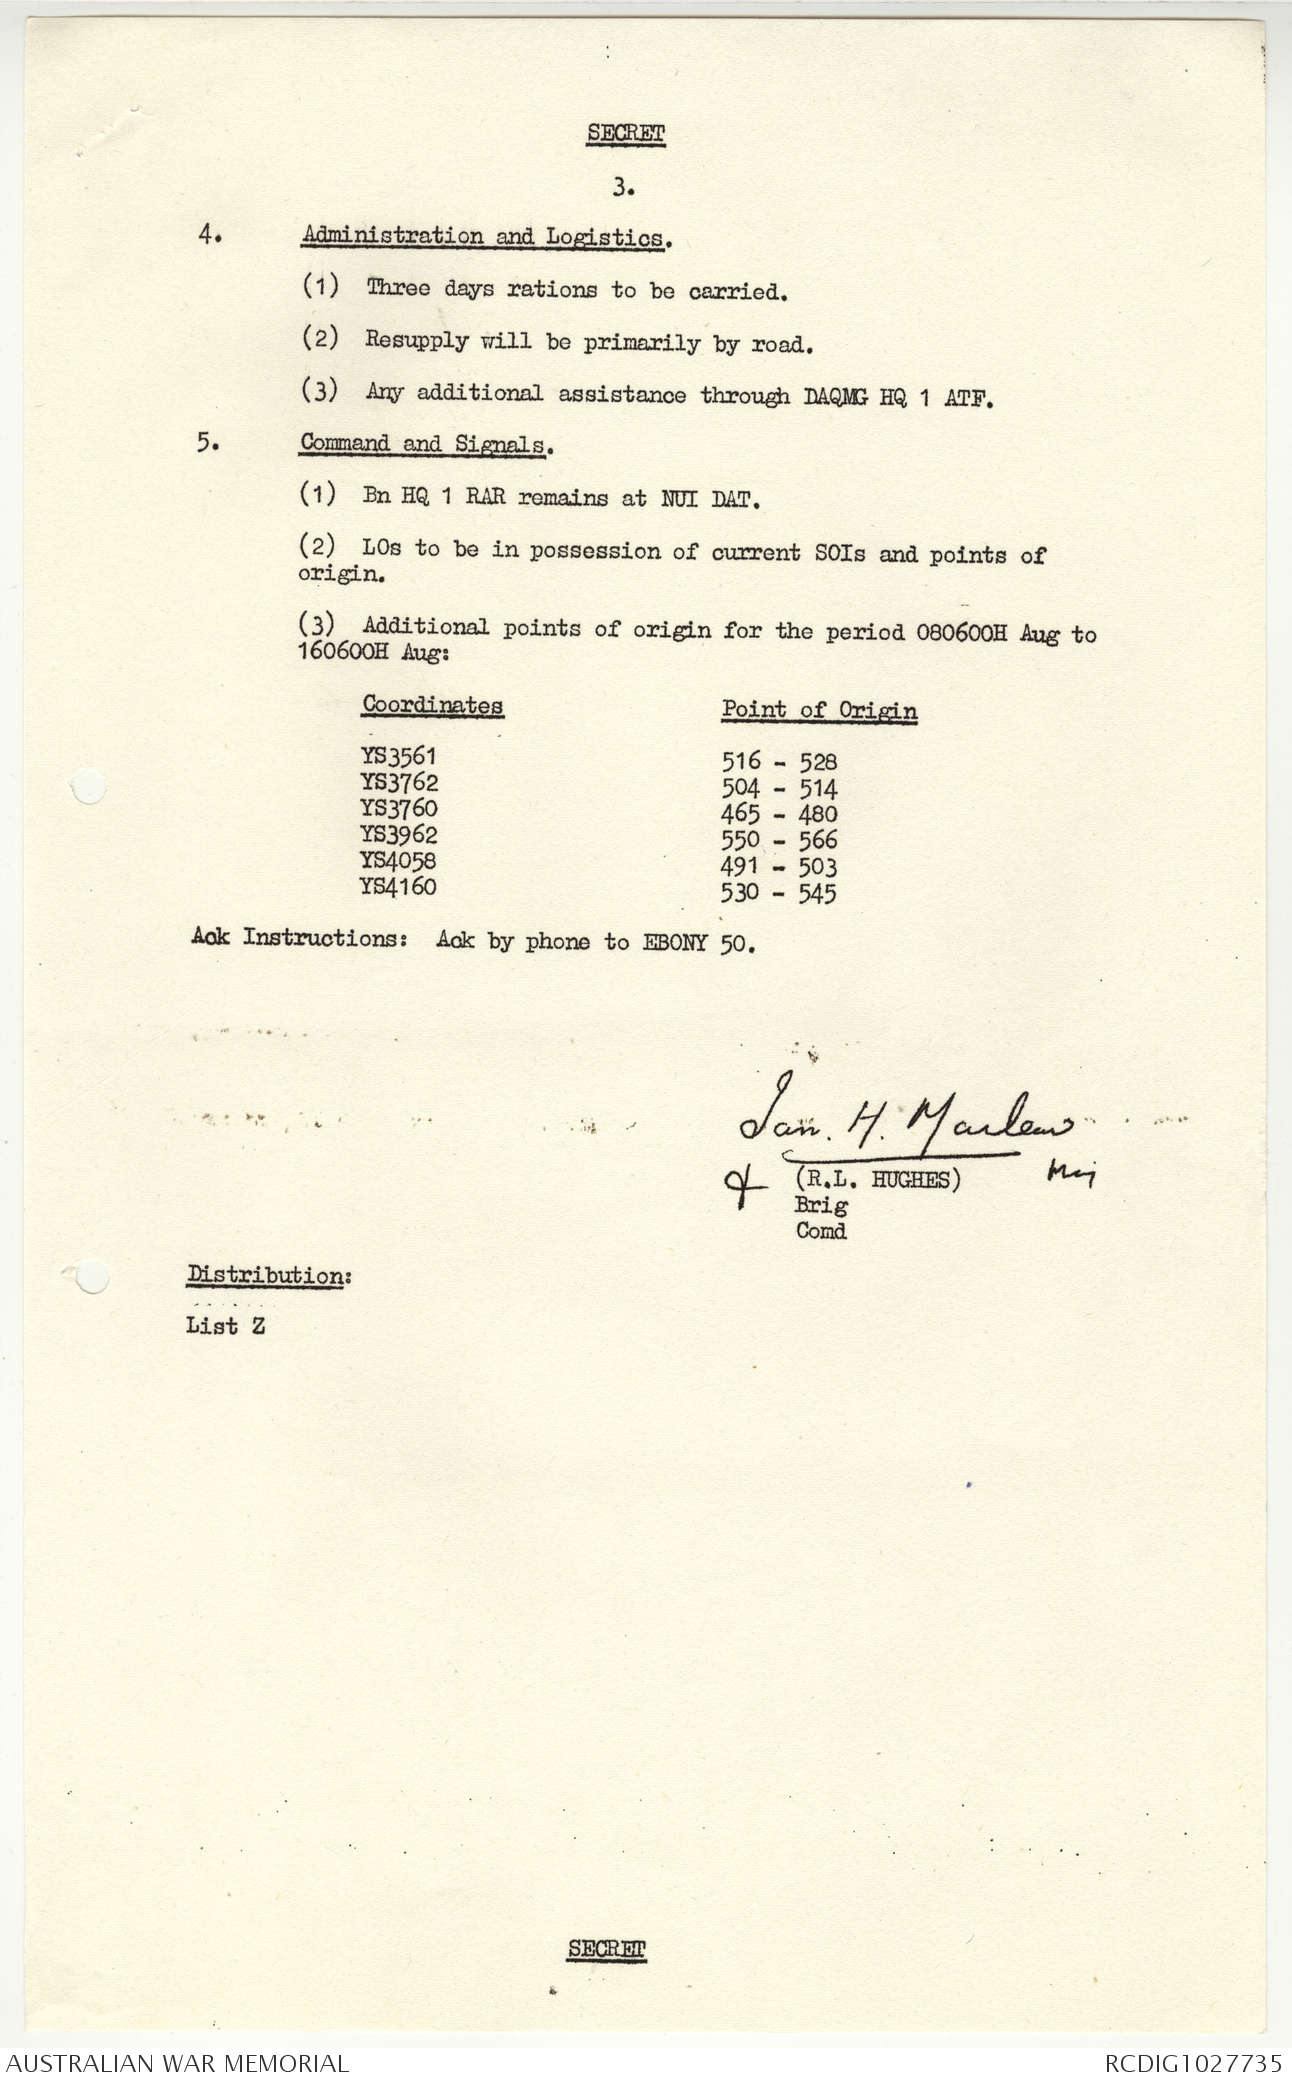 SECRET
3.
4. Administration and Logistics.
(1) Three days rations to be carried.
(2) Resupply will be primarily by road.
(3) Any additional assistance through DAQMG HQ 1 ATF.
5. Command and Signals.
(1) Bn HQ 1 RAR remains at NUI DAT.
(2) LOs to be in possession of current SOIs and points of
origin.
(3) Additional points of origin for the period 080600H Aug to
160600H Aug:
Coordinates Point of Origin
YS3561 516 - 528
YS3762 504 - 514
YS3760 465 - 480
YS3962 550 - 566
YS4058 491 - 503
YS4160 530 - 545
Ack Instructions: Ack by phone to EBONY 50.
Ian. H. Marlew
(R.L. HUGHES) Maj
Brig
Comd
Distribution:
List Z
SECRET
AUSTRALIAN WAR MEMORIAL RCDIG1027735